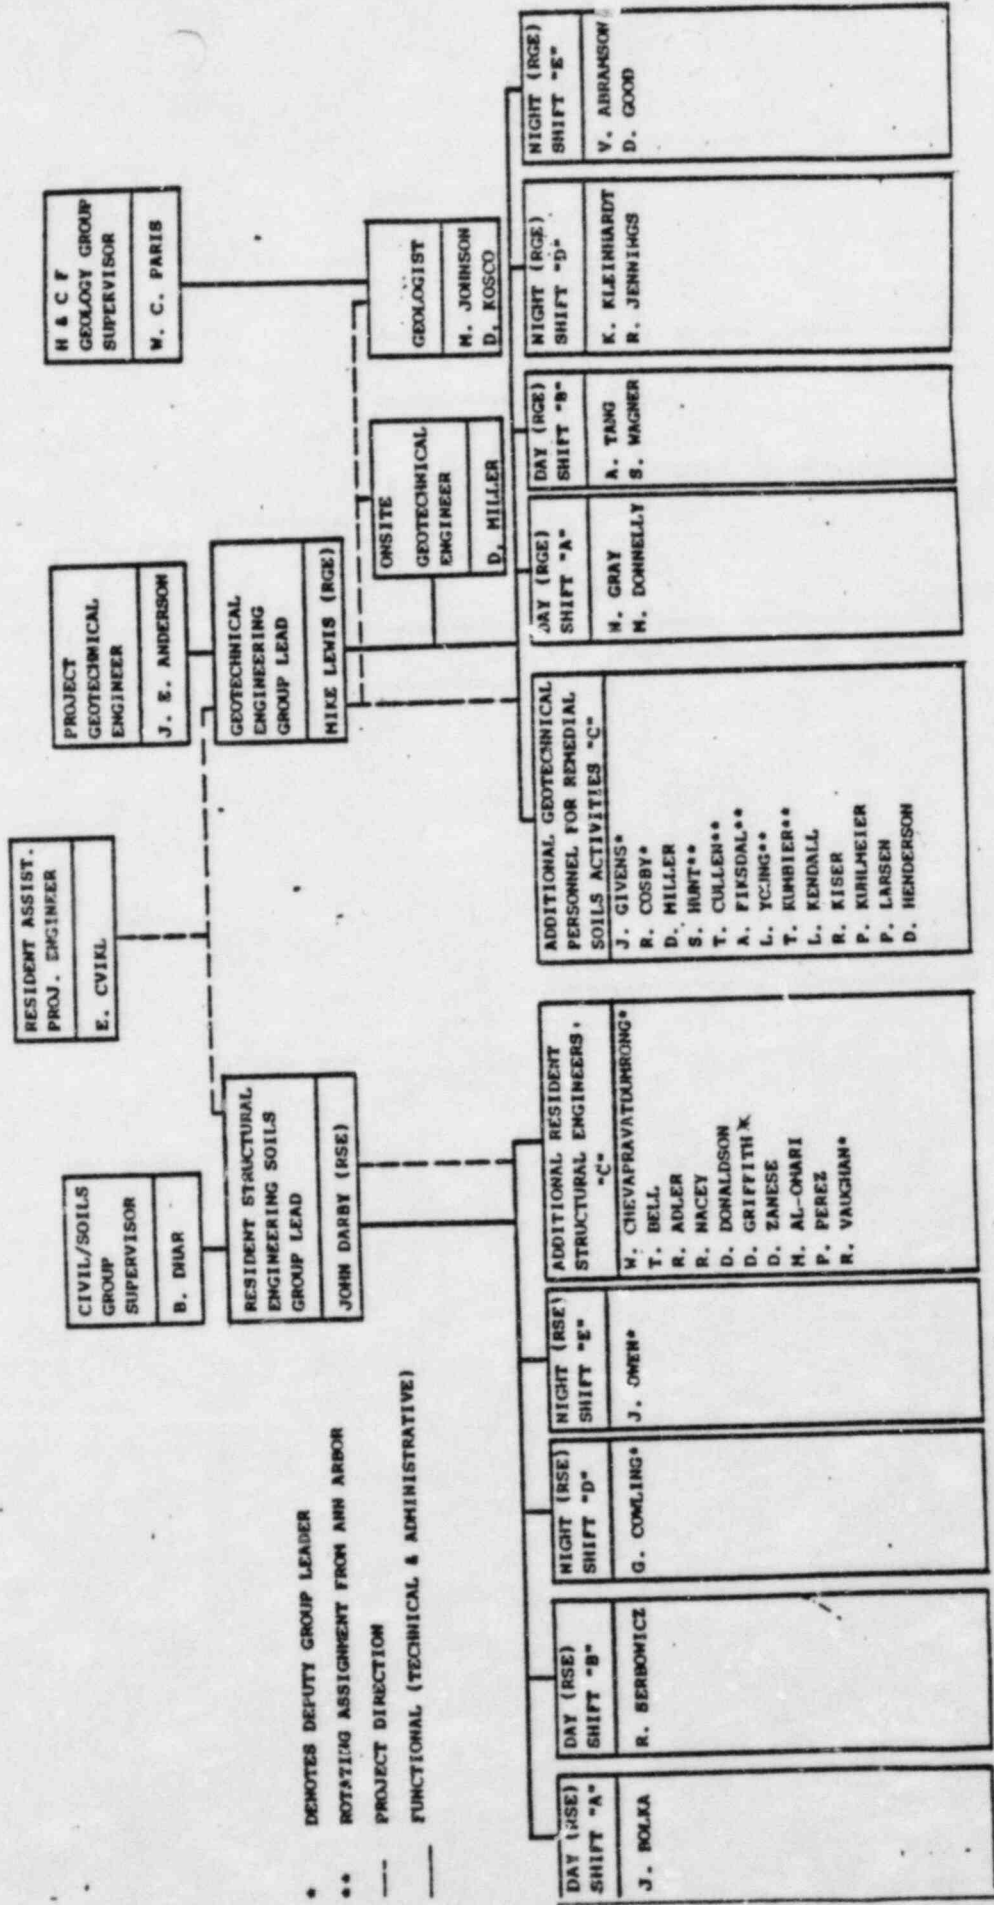 RESIDENT ASSIST.
PROJ. ENGINEER
E. CVIKL
CIVIL/SOILS
GROUP
SUPERVISOR
B. DHAR
PROJECT
GEOTECHNICAL
ENGINEER
J. E. ANDERSON
H & C F
GEOLOGY GROUP
SUPERVISOR
W. C. PARIS
RESIDENT STRUCTURAL
ENGINEERING SOILS
GROUP LEAD
JOHN DARBY (RSE)
GEOTECHNICAL
ENGINEERING
GROUP LEAD
MIKE LEWIS (RGE)
ONSITE
GEOTECHNICAL
ENGINEER
D. MILLER
GEOLOGIST
M. JOHNSON
D. KOSCO
* DENOTES DEPUTY GROUP LEADER
** ROTATING ASSIGNMENT FROM ANN ARBOR
--- PROJECT DIRECTION
FUNCTIONAL (TECHNICAL & ADMINISTRATIVE)
DAY (RSE)
SHIFT "A"
J. BOLKA
DAY (RSE)
SHIFT "B"
R. SERBOWICZ
NIGHT (RSE)
SHIFT "D"
G. COWLING*
NIGHT (RSE)
SHIFT "E"
J. OWEN*
ADDITIONAL RESIDENT
STRUCTURAL ENGINEERS
"C"
W. CHEVAPRAVATDUMRONG*
T. BELL
R. ADLER
R. NACEY
D. DONALDSON
D. GRIFFITH*
D. ZANESE
M. AL-OMARI
P. PEREZ
R. VAUGHAN*
ADDITIONAL GEOTECHNICAL
PERSONNEL FOR REMEDIAL
SOILS ACTIVITIES "C"
J. GIVENS*
R. COSBY*
D. MILLER
S. HUNT**
T. CULLEN**
A. FIKSDAL**
L. YOUNG**
T. KUMBIER**
L. KENDALL
R. KISER
P. KUHLMEIER
P. LARSEN
D. HENDERSON
DAY (RGE)
SHIFT "A"
W. GRAY
M. DONNELLY
DAY (RGE)
SHIFT "B"
A. TANG
S. WAGNER
NIGHT (RGE)
SHIFT "D"
K. KLEINHARDT
R. JENNINGS
NIGHT (RGE)
SHIFT "E"
V. ABRAMSON
D. GOOD